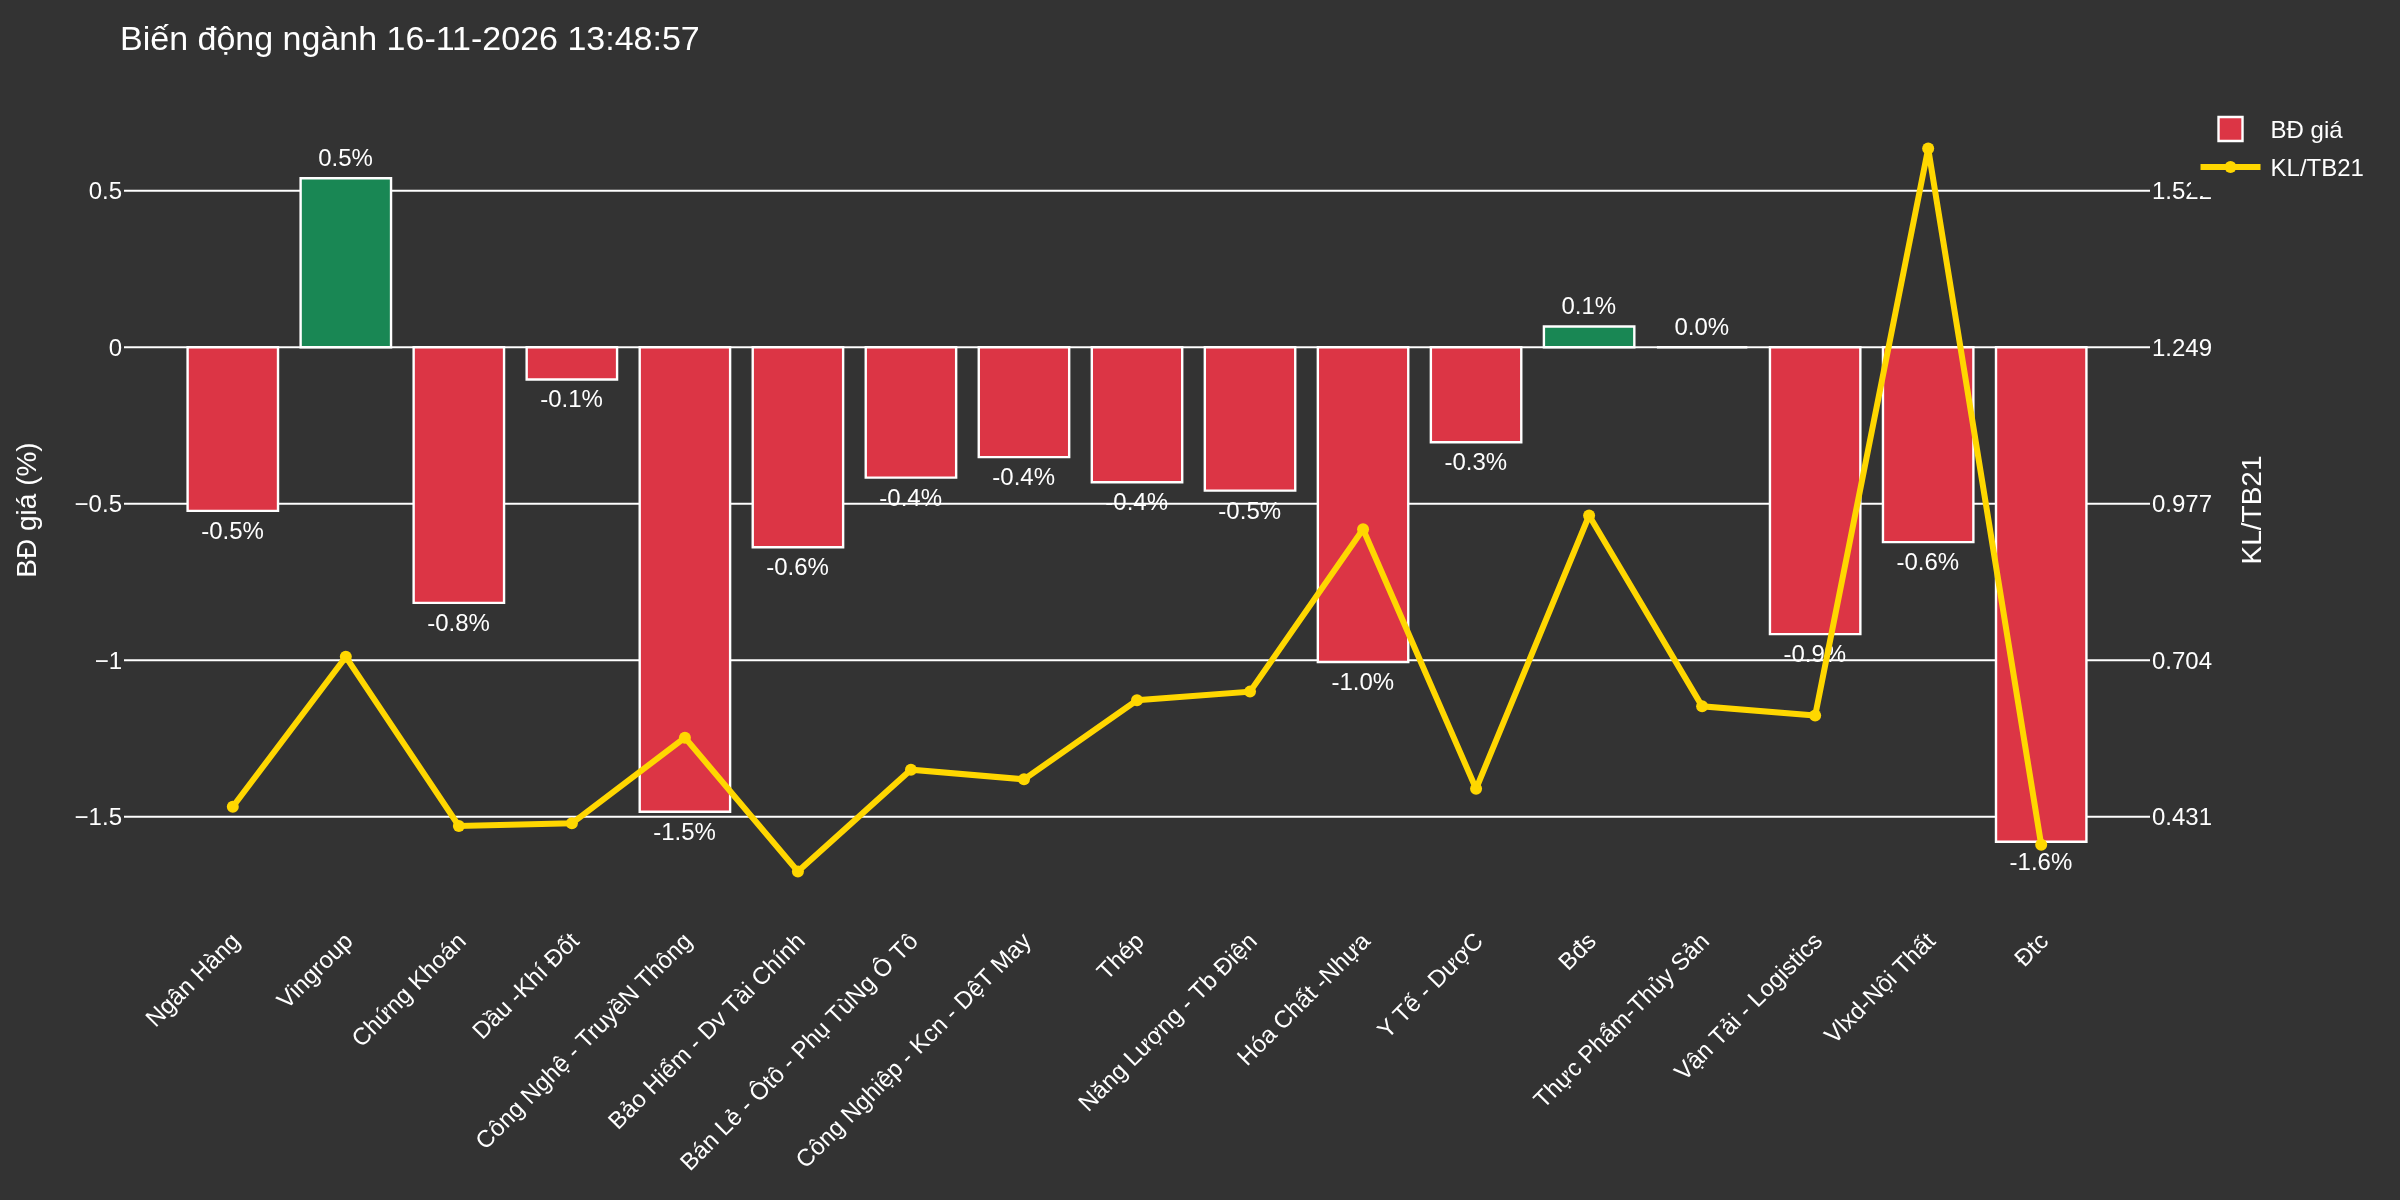 Biến động ngành 16-11-2026 13:48:57
BĐ giá
KL/TB21
0.5
0
−0.5
−1
−1.5
BĐ giá (%)
0.5%
-0.5%
-0.8%
-0.1%
-1.5%
-0.6%
-0.4%
-0.4%
0.4%
-0.5%
-1.0%
-0.3%
0.1%
0.0%
-0.9%
-0.6%
-1.6%
1.249
0.977
0.704
0.431
KL/TB21
Ngân Hàng
Vingroup
Chứng Khoán
Dầu -Khí Đốt
Công Nghệ - TruyềN Thông
Bảo Hiểm - Dv Tài Chính
Bán Lẻ - Ôtô - Phụ TùNg Ô Tô
Công Nghiệp - Kcn - DệT May
Thép
Năng Lượng - Tb Điện
Hóa Chất -Nhựa
Y Tế - DượC
Bđs
Thực Phẩm-Thủy Sản
Vận Tải - Logistics
Vlxd-Nội Thất
Đtc